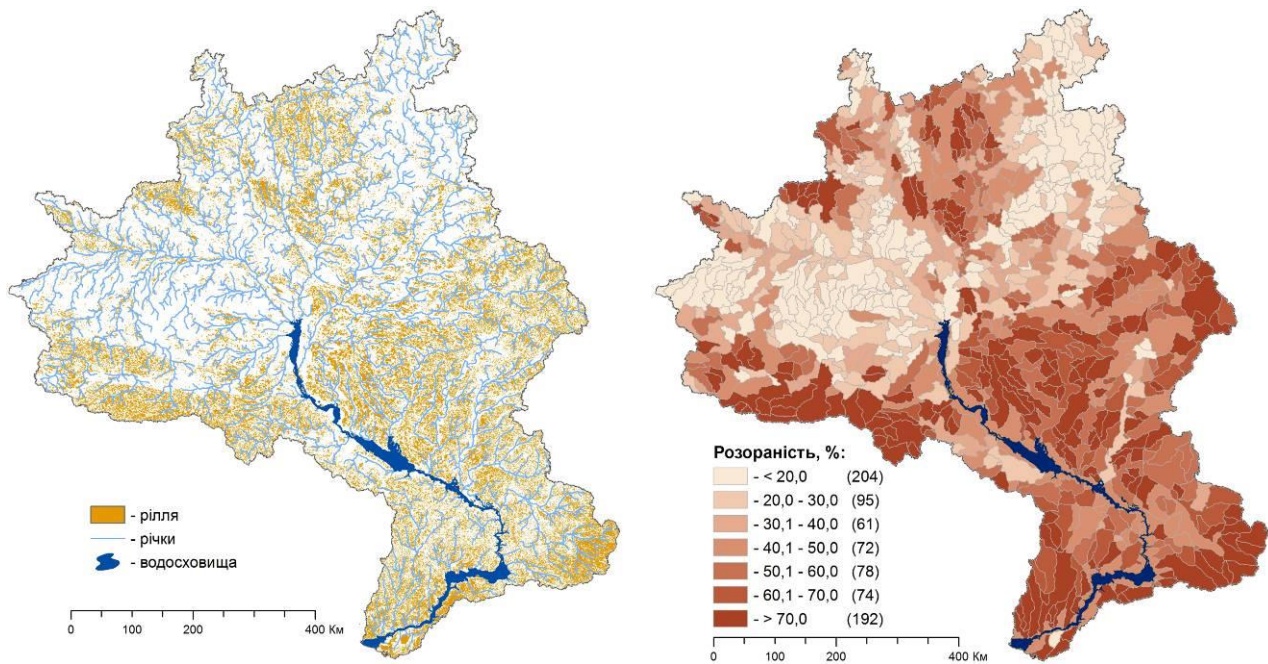 - рілля
- річки
- водосховища
0 100 200 400 Км
Розораність, %:
- < 20,0 (204)
- 20,0 - 30,0 (95)
- 30,1 - 40,0 (61)
- 40,1 - 50,0 (72)
- 50,1 - 60,0 (78)
- 60,1 - 70,0 (74)
- > 70,0 (192)
0 100 200 400 Км